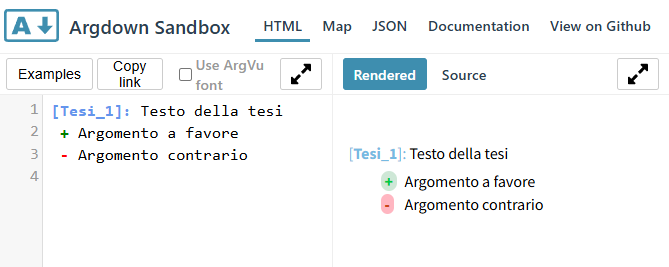 A Argdown Sandbox HTML Map JSON Documentation View on Github
Examples Copy link Use ArgVu font Rendered Source
1 [Tesi_1]: Testo della tesi
2 + Argomento a favore
3 - Argomento contrario
4
[Tesi_1]: Testo della tesi
+ Argomento a favore
- Argomento contrario